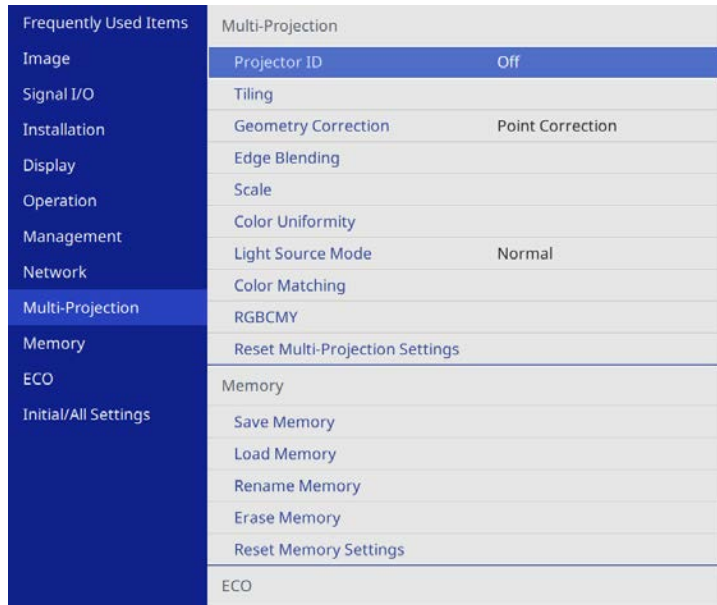 Frequently Used Items
Image
Signal I/O
Installation
Display
Operation
Management
Network
Multi-Projection
Memory
ECO
Initial/All Settings
Multi-Projection
Projector ID Off
Tiling
Geometry Correction Point Correction
Edge Blending
Scale
Color Uniformity
Light Source Mode Normal
Color Matching
RGBCMY
Reset Multi-Projection Settings
Memory
Save Memory
Load Memory
Rename Memory
Erase Memory
Reset Memory Settings
ECO